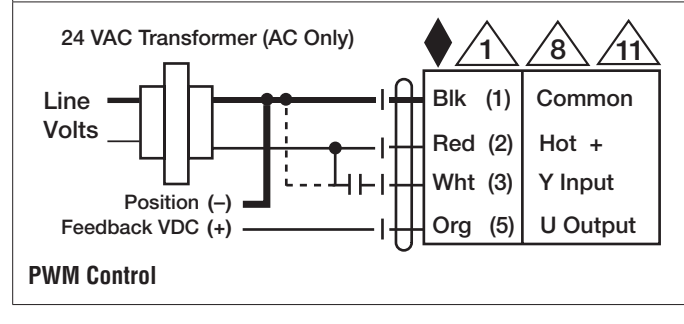 24 VAC Transformer (AC Only)
1 8 11
Line
Volts
Blk (1) Common
Red (2) Hot +
Wht (3) Y Input
Org (5) U Output
Position (–)
Feedback VDC (+)
PWM Control